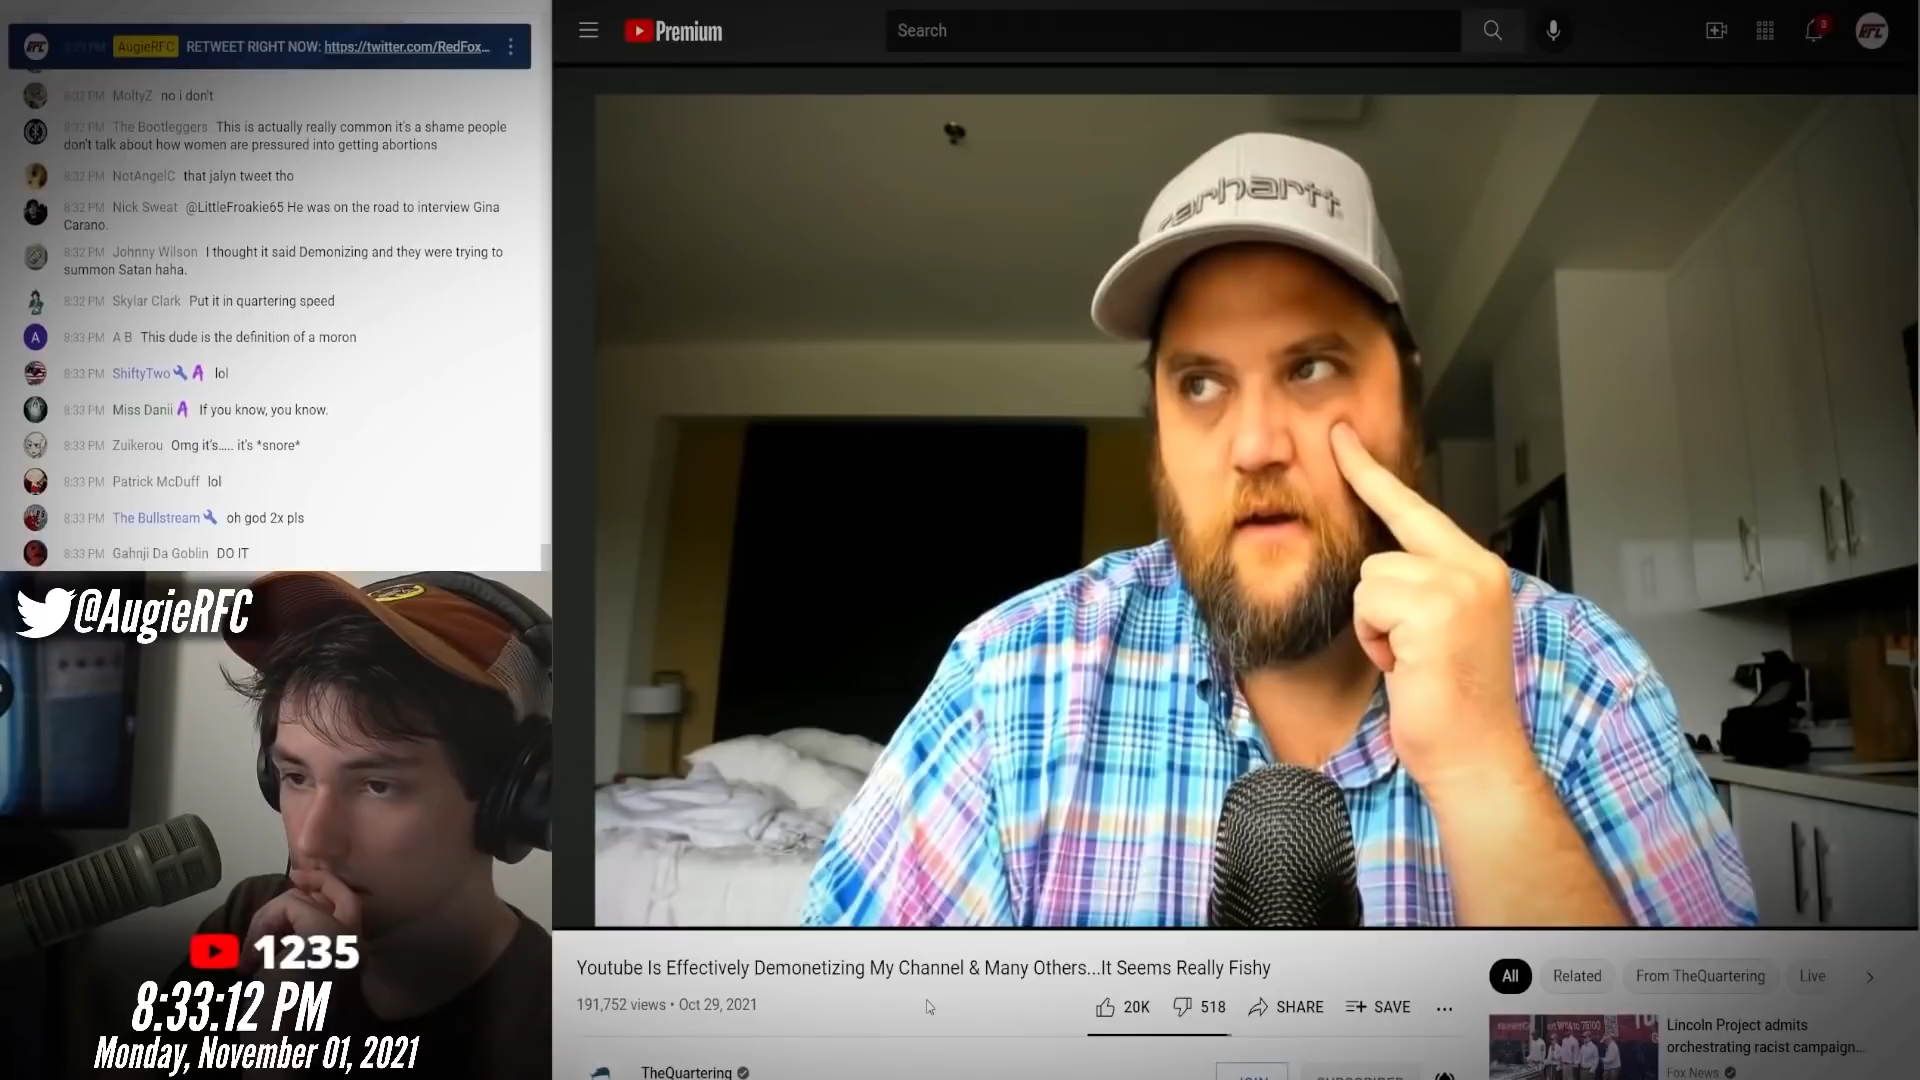 8:29 PM AugieRFC RETWEET RIGHT NOW: https://twitter.com/RedFox...
8:32 PM MoltyZ no i don't
8:32 PM The Bootleggers This is actually really common it's a shame people
don't talk about how women are pressured into getting abortions
8:32 PM NotAngelC that jalyn tweet tho
8:32 PM Nick Sweat @LittleFroakie65 He was on the road to interview Gina
Carano.
8:32 PM Johnny Wilson I thought it said Demonizing and they were trying to
summon Satan haha.
8:32 PM Skylar Clark Put it in quartering speed
A
8:33 PM A B This dude is the definition of a moron
8:33 PM ShiftyTwo lol
8:33 PM Miss Danii If you know, you know.
8:33 PM Zuikerou Omg it's..... it's *snore*
8:33 PM Patrick McDuff lol
8:33 PM The Bullstream oh god 2x pls
8:33 PM Gahnji Da Goblin DO IT
@AugieRFC
1235
8:33:12 PM
Monday, November 01, 2021
Premium
Search
3
RFC
carhartt
Youtube Is Effectively Demonetizing My Channel & Many Others...It Seems Really Fishy
191,752 views • Oct 29, 2021
20K 518 SHARE SAVE
TheQuartering
JOIN SUBSCRIBED
All Related From TheQuartering Live
Lincoln Project admits
orchestrating racist campaign...
Fox News